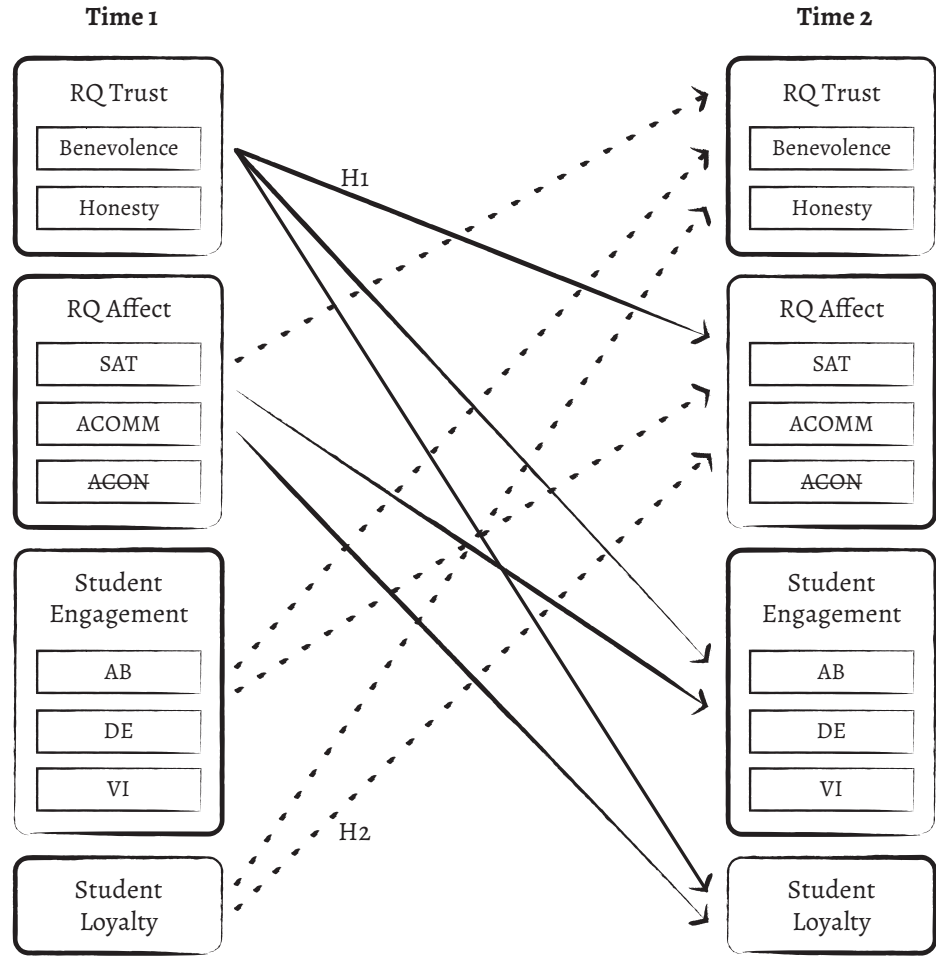 Time 1
RQ Trust
Benevolence
Honesty
RQ Affect
SAT
ACOMM
ACON
Student
Engagement
AB
DE
VI
Student
Loyalty
H1
H2
Time 2
RQ Trust
Benevolence
Honesty
RQ Affect
SAT
ACOMM
ACON
Student
Engagement
AB
DE
VI
Student
Loyalty